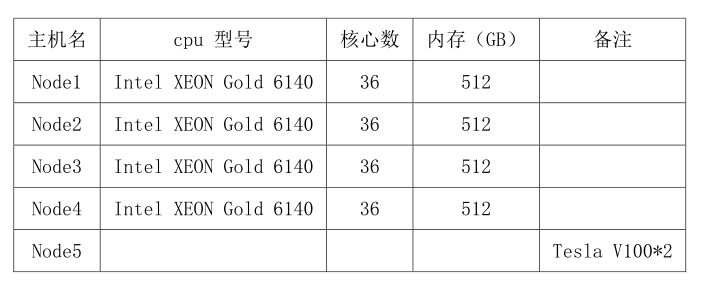 主机名 cpu 型号 核心数 内存（GB） 备注
Node1 Intel XEON Gold 6140 36 512
Node2 Intel XEON Gold 6140 36 512
Node3 Intel XEON Gold 6140 36 512
Node4 Intel XEON Gold 6140 36 512
Node5 Tesla V100*2